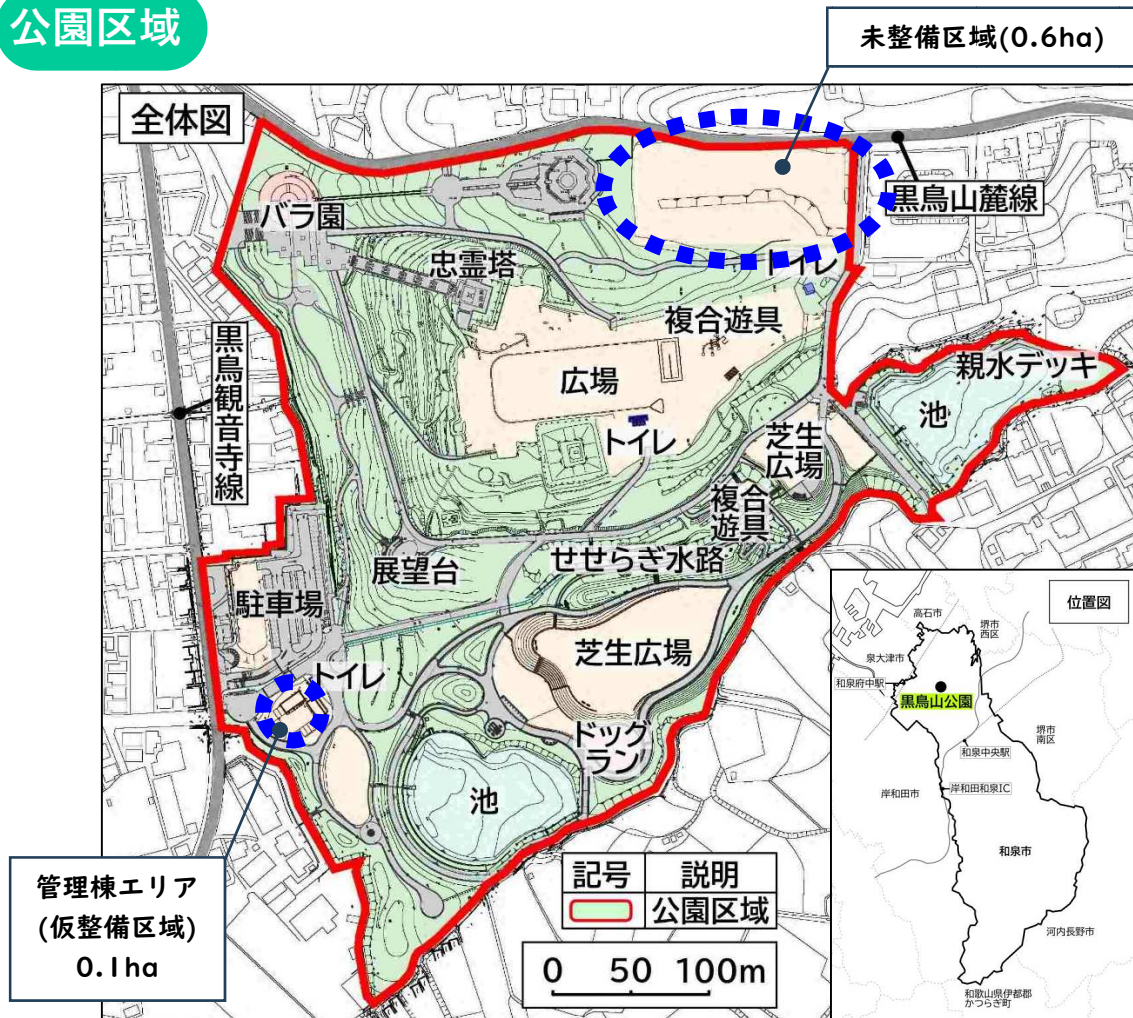 公園区域
未整備区域(0.6ha)
全体図
黒鳥山麓線
バラ園
忠霊塔
トイレ
複合遊具
親水デッキ
黒鳥観音寺線
広場
池
トイレ
芝生
広場
複合
遊具
せせらぎ水路
展望台
駐車場
芝生広場
トイレ
ドッグ
ラン
池
管理棟エリア
(仮整備区域)
0.1ha
記号 説明
公園区域
0 50 100m
位置図
高石市
堺市
西区
泉大津市
和泉府中駅
黒鳥山公園
堺市
南区
和泉中央駅
岸和田市
岸和田和泉IC
和泉市
河内長野市
和歌山県伊都郡
かつらぎ町